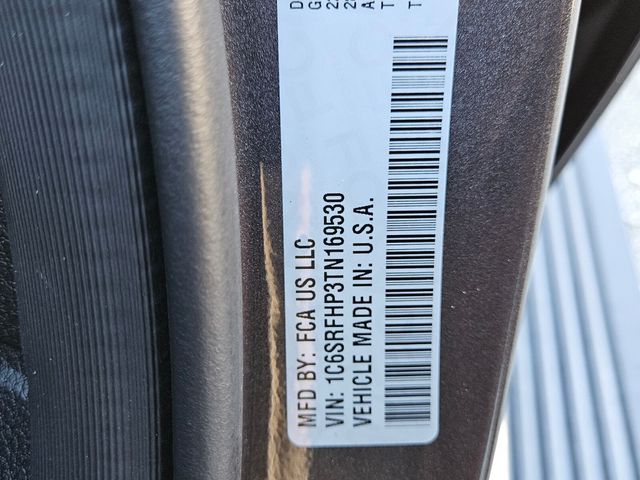 MFD BY: FCA US LLC
VIN: 1C6SRFHP3TN169530
VEHICLE MADE IN: U.S.A.